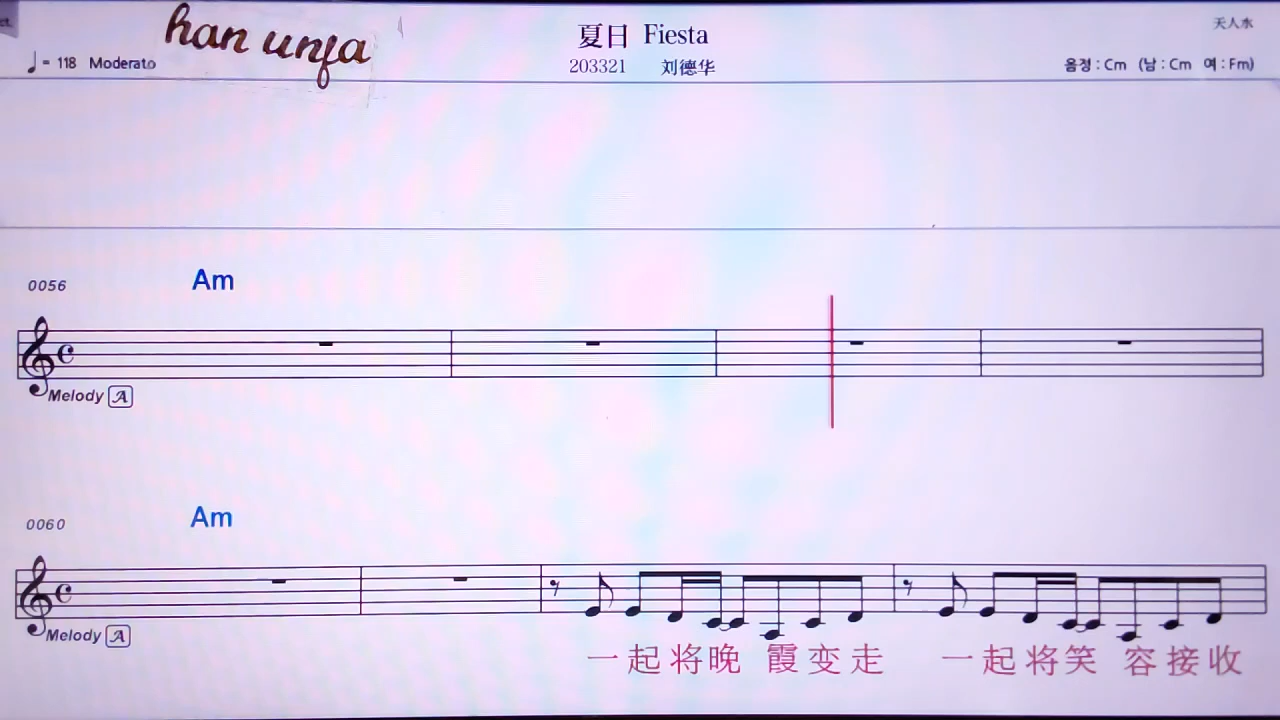 han unfa
夏日 Fiesta
天人水
♩= 118 Moderato
203321 刘德华
음정 : Cm (남 : Cm 여 : Fm)
0056 Am
Melody A
0060 Am
Melody A
一起将晚 霞变走 一起将笑 容接收